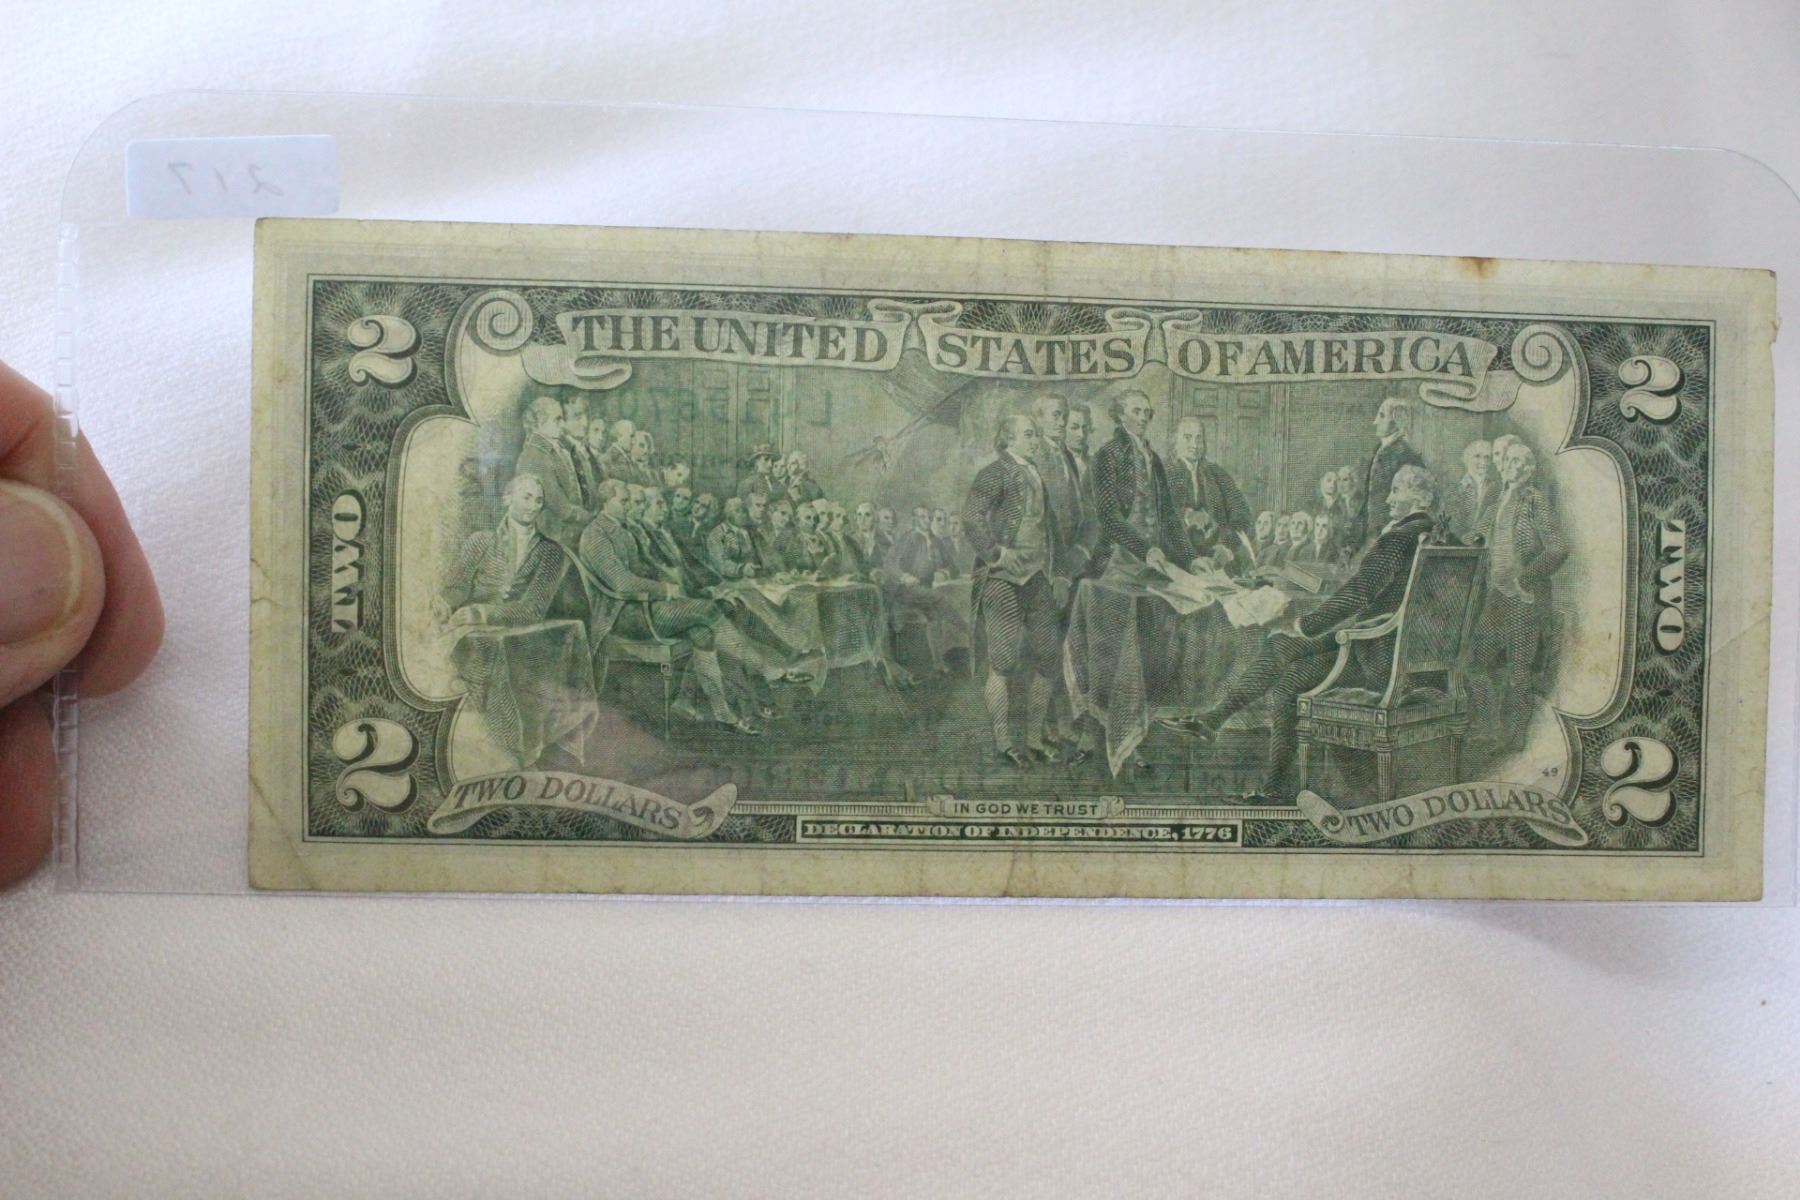 217
2 THE UNITED STATES OF AMERICA 2
TWO TWO
49
2 TWO DOLLARS IN GOD WE TRUST TWO DOLLARS 2
DECLARATION OF INDEPENDENCE, 1776